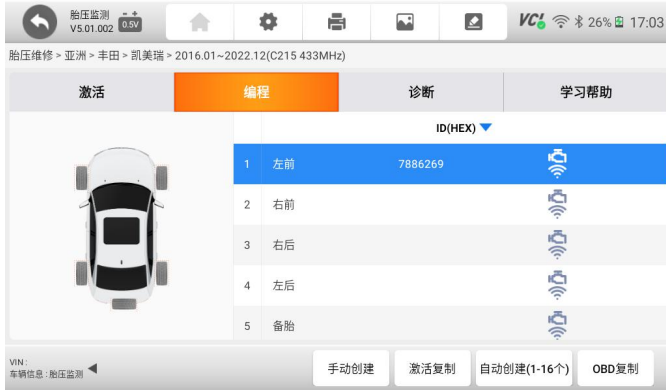 胎压监测
V5.01.002
- +
0.5V
VCI
26%
17:03
胎压维修 > 亚洲 > 丰田 > 凯美瑞 > 2016.01~2022.12(C215 433MHz)
激活
编程
诊断
学习帮助
ID(HEX)
1 左前 7886269
2 右前
3 右后
4 左后
5 备胎
VIN :
车辆信息 : 胎压监测
手动创建
激活复制
自动创建(1-16个)
OBD复制